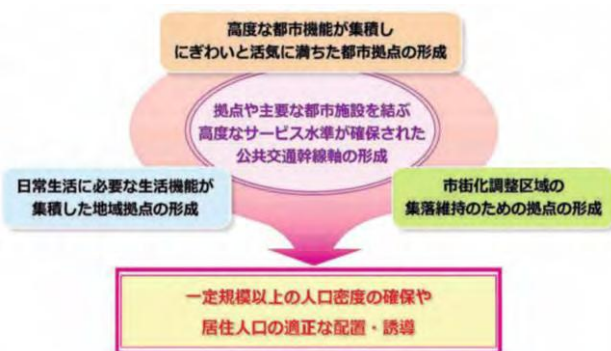 高度な都市機能が集積し
にぎわいと活気に満ちた都市拠点の形成
拠点や主要な都市施設を結ぶ
高度なサービス水準が確保された
公共交通幹線軸の形成
日常生活に必要な生活機能が
集積した地域拠点の形成
市街化調整区域の
集落維持のための拠点の形成
一定規模以上の人口密度の確保や
居住人口の適正な配置・誘導